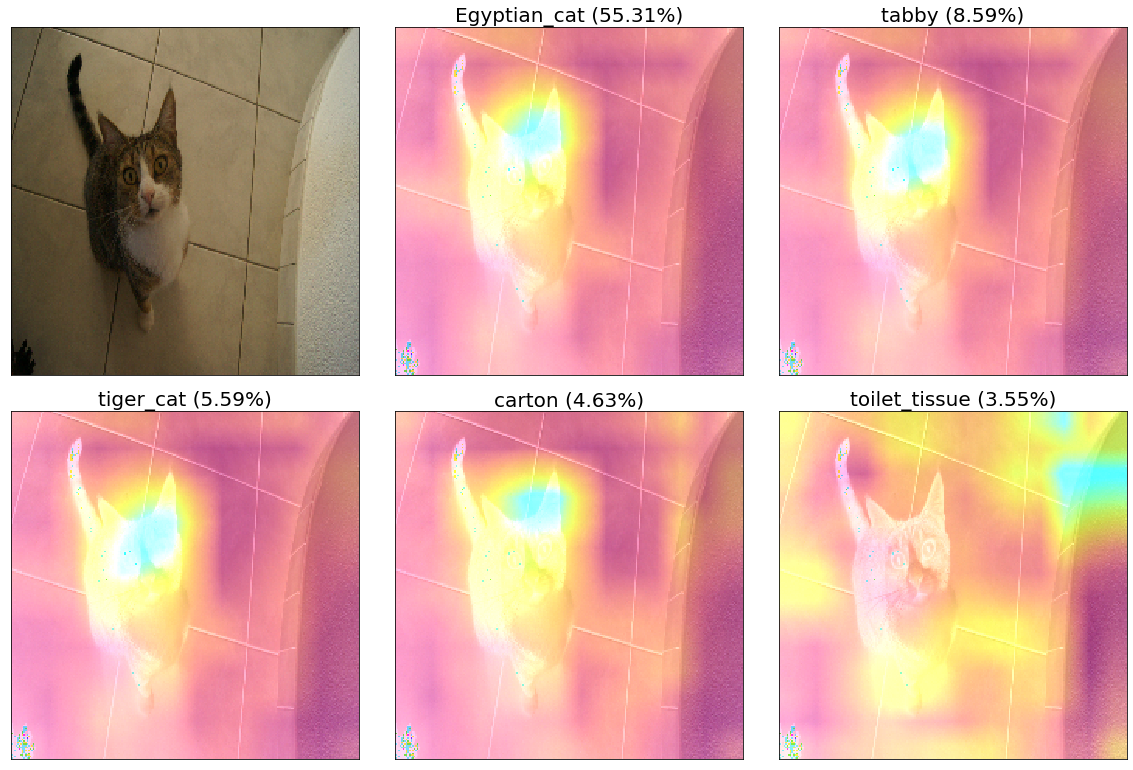 Egyptian_cat (55.31%)
tabby (8.59%)
tiger_cat (5.59%)
carton (4.63%)
toilet_tissue (3.55%)